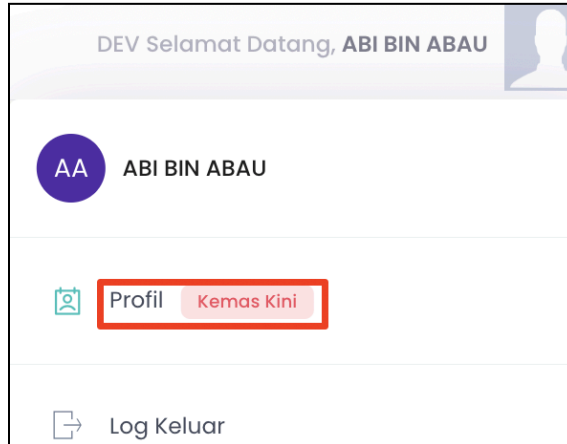 DEV Selamat Datang, ABI BIN ABAU
AA ABI BIN ABAU
Profil Kemas Kini
Log Keluar